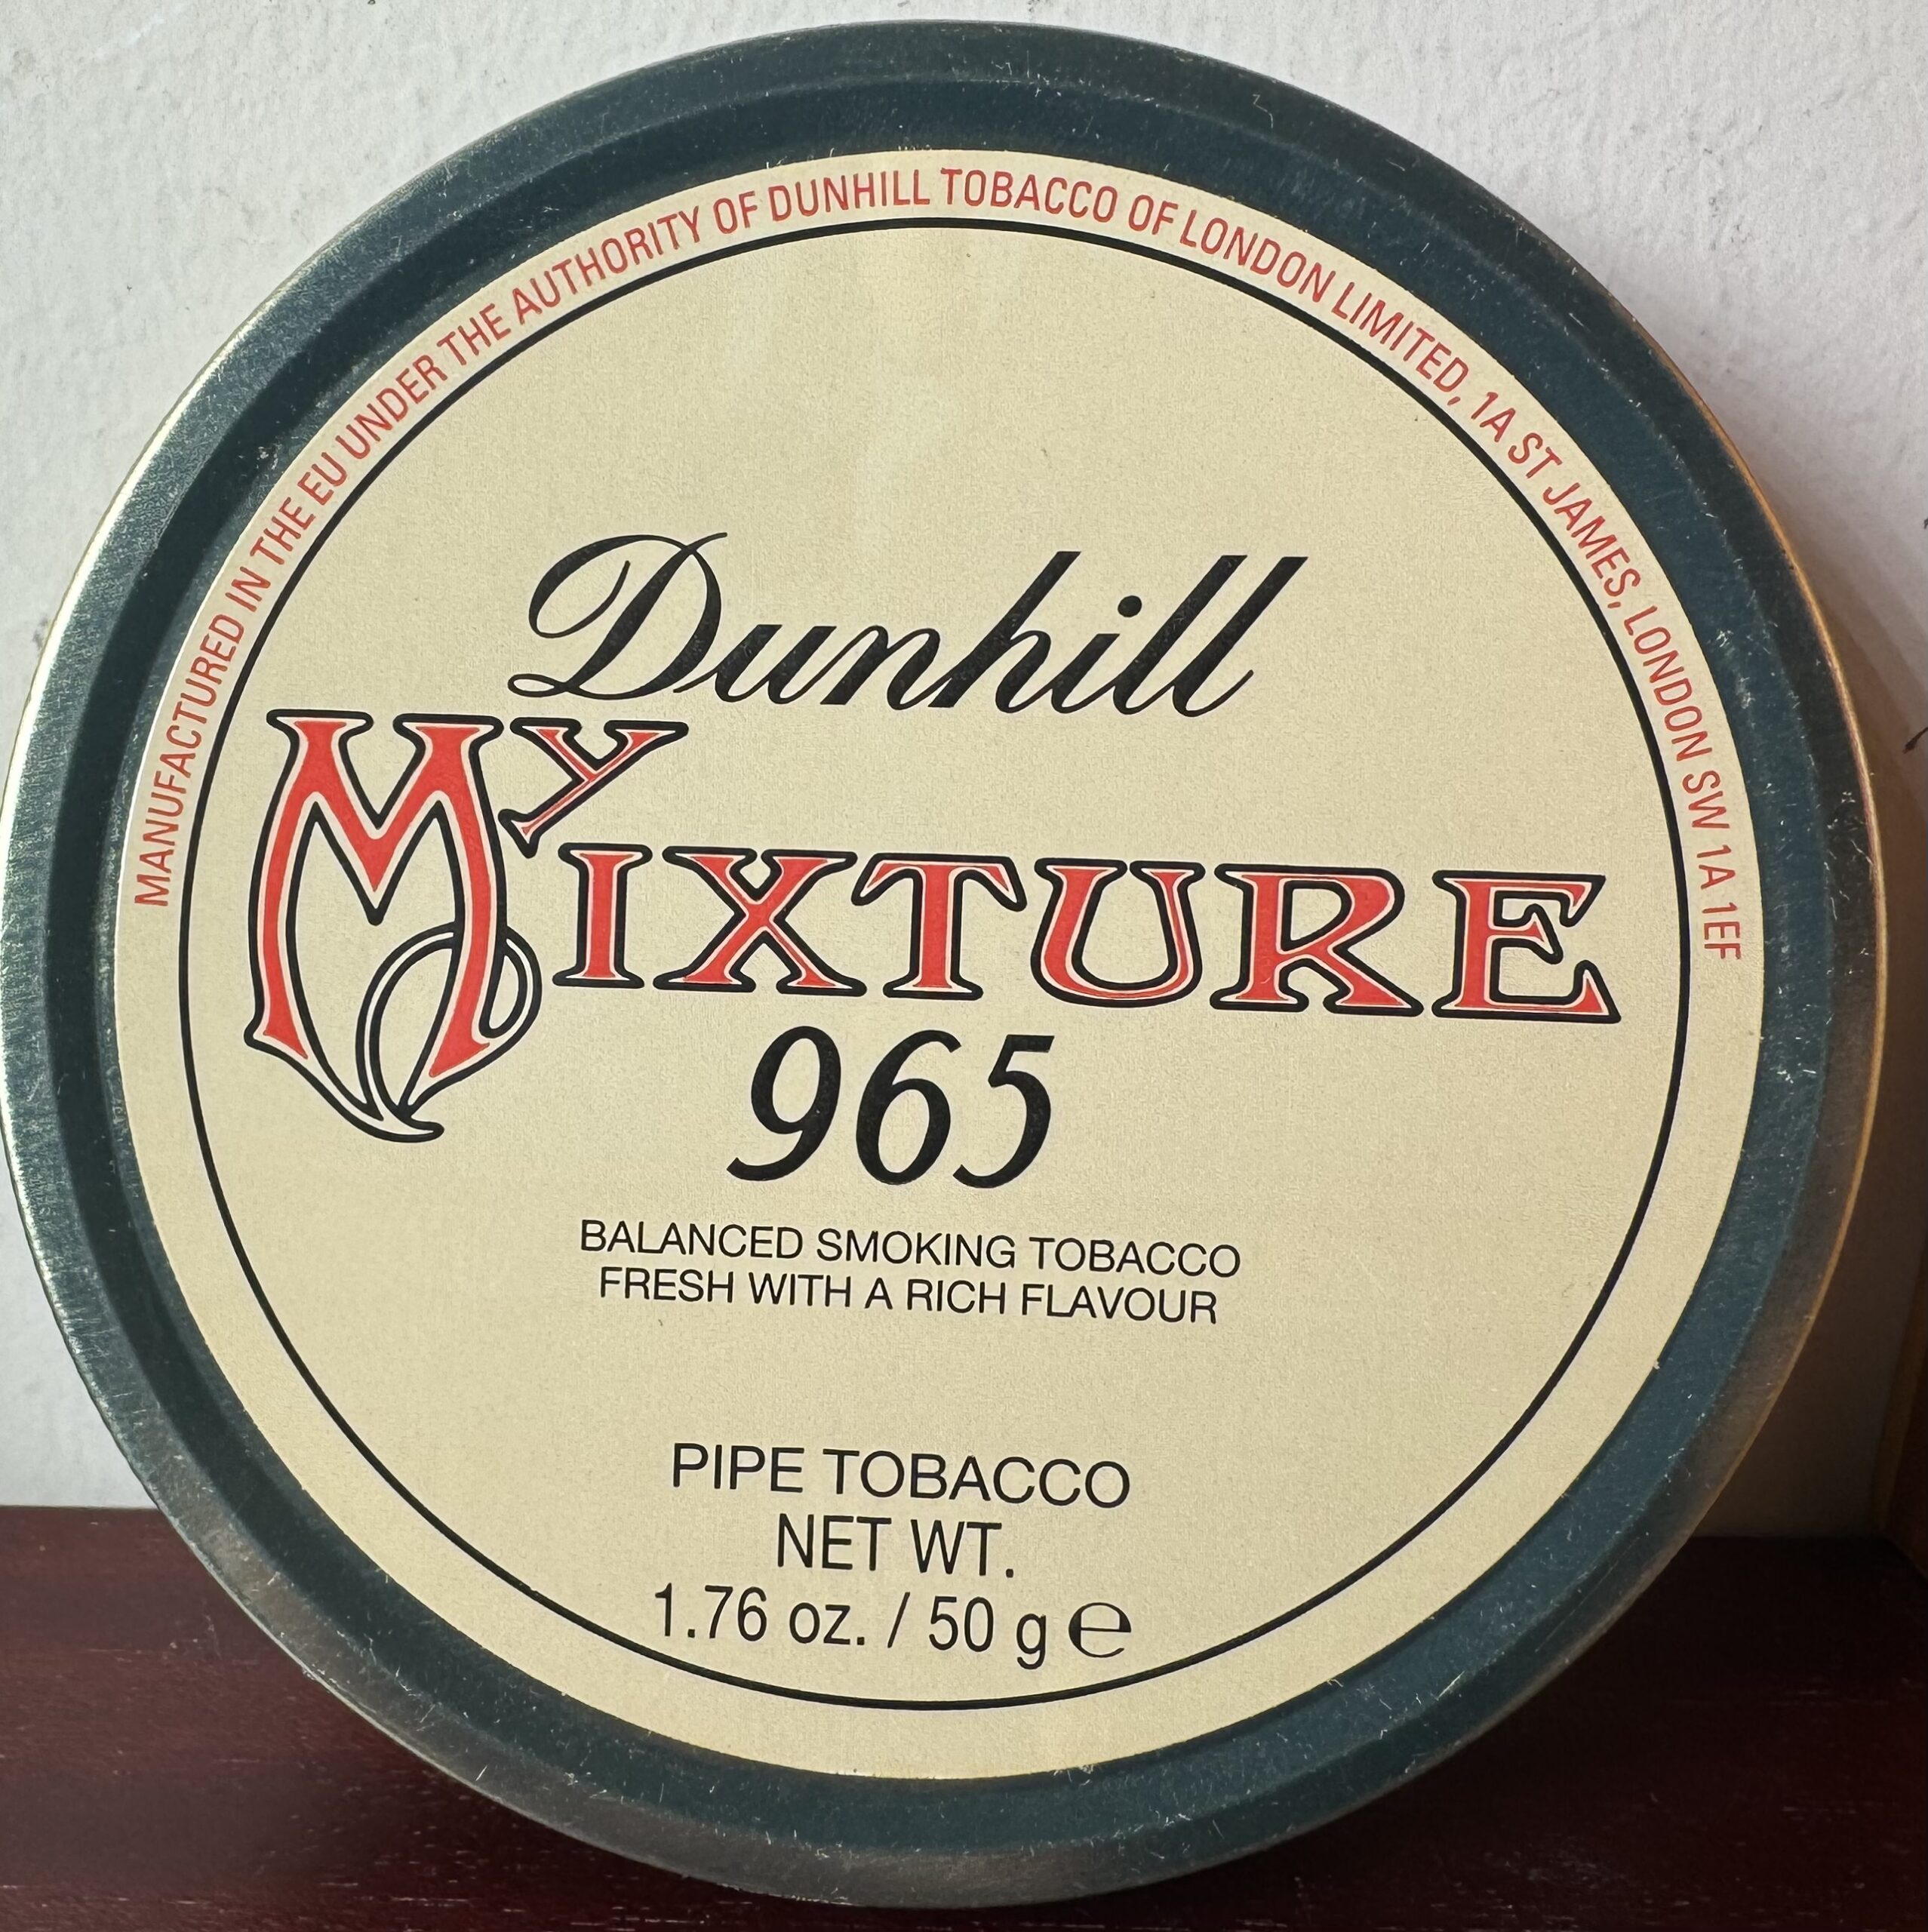 MANUFACTURED IN THE EU UNDER THE AUTHORITY OF DUNHILL TOBACCO OF LONDON LIMITED, 1A ST JAMES, LONDON SW 1A 1EF
Dunhill
My
MIXTURE
965
BALANCED SMOKING TOBACCO
FRESH WITH A RICH FLAVOUR
PIPE TOBACCO
NET WT.
1.76 oz. / 50 g ℮